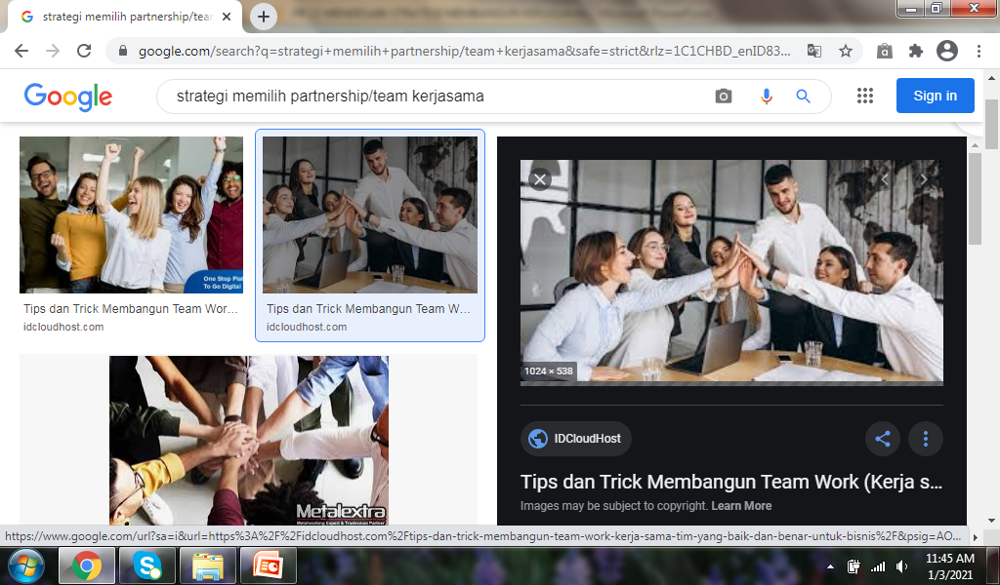 strategi memilih partnership/tear
google.com/search?q=strategi+memilih+partnership/team+kerjasama&safe=strict&rlz=1C1CHBD_enID83...
Google
strategi memilih partnership/team kerjasama
Sign in
One Stop Plat
To Go Digital
Tips dan Trick Membangun Team Wor...
idcloudhost.com
Tips dan Trick Membangun Team W...
idcloudhost.com
Metalextra
Metalworking Expert & Tradesman Partner
1024 × 538
IDCloudHost
Tips dan Trick Membangun Team Work (Kerja s...
Images may be subject to copyright. Learn More
https://www.google.com/url?sa=i&url=https%3A%2F%2Fidcloudhost.com%2Ftips-dan-trick-membangun-team-work-kerja-sama-tim-yang-baik-dan-benar-untuk-bisnis%2F&psig=AO...
11:45 AM
1/3/2021